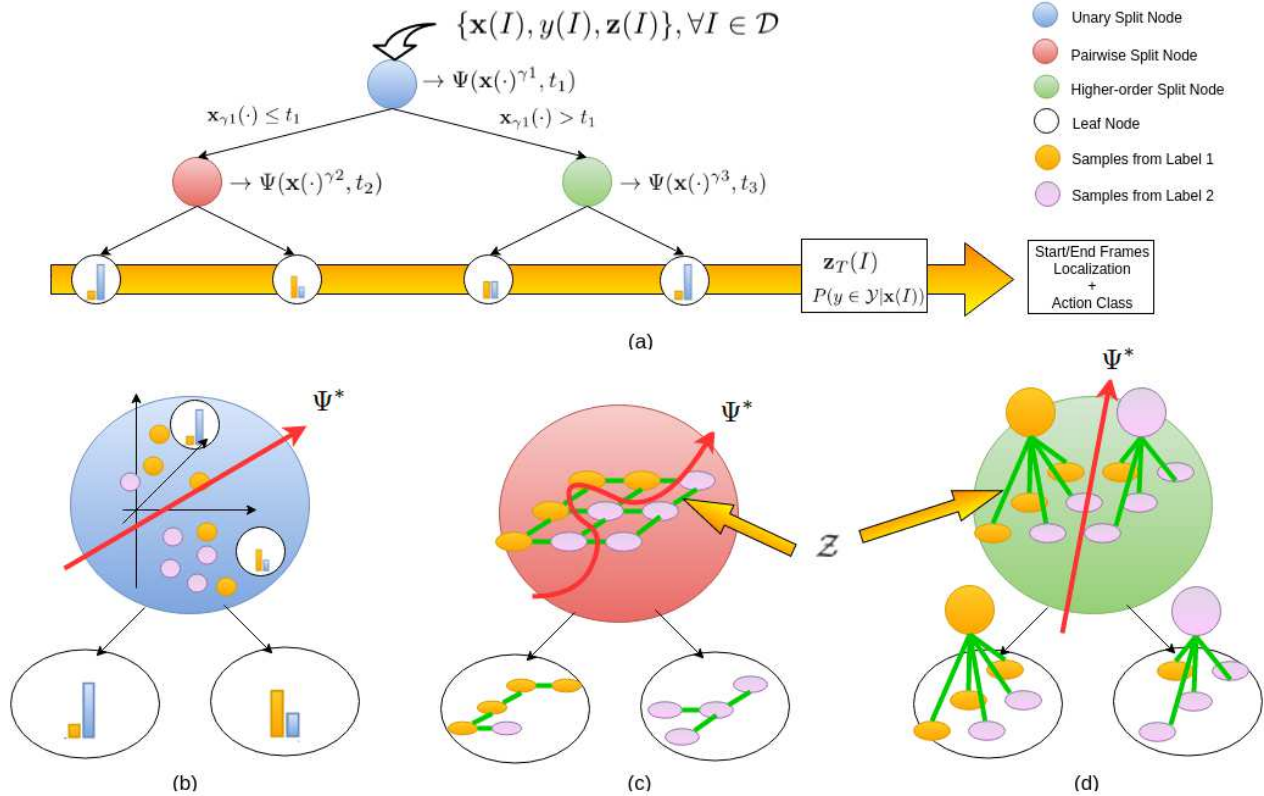 {x(I), y(I), z(I)}, ∀I ∈ 𝒟
→ Ψ(x(·)^γ1, t₁)
x_γ1(·) ≤ t₁
x_γ1(·) > t₁
→ Ψ(x(·)^γ2, t₂)
→ Ψ(x(·)^γ3, t₃)
Unary Split Node
Pairwise Split Node
Higher-order Split Node
Leaf Node
Samples from Label 1
Samples from Label 2
z_T(I)
P(y ∈ 𝒴|x(I))
Start/End Frames
Localization
+
Action Class
(a)
Ψ*
(b)
Ψ*
𝒵
(c)
Ψ*
(d)